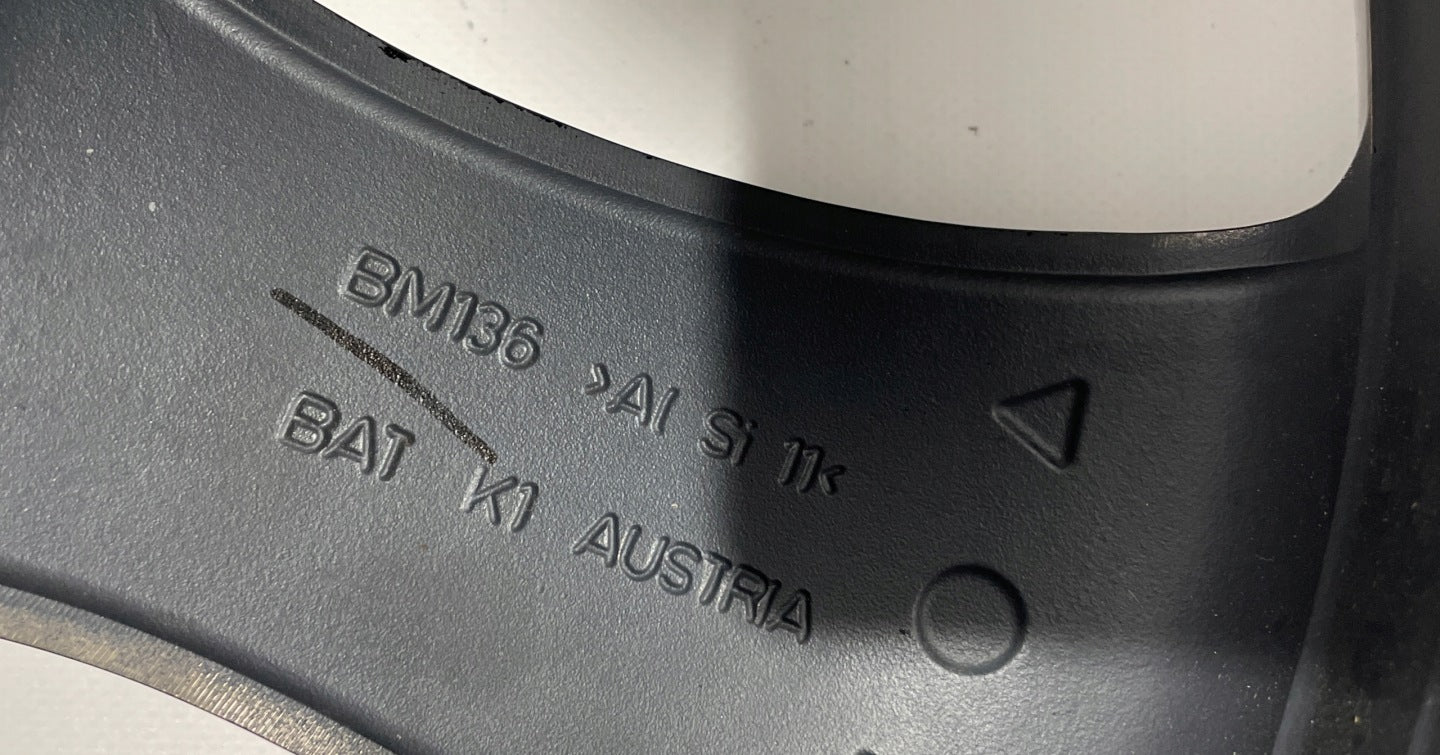 BM136 >Al Si 11<
BAT K1 AUSTRIA